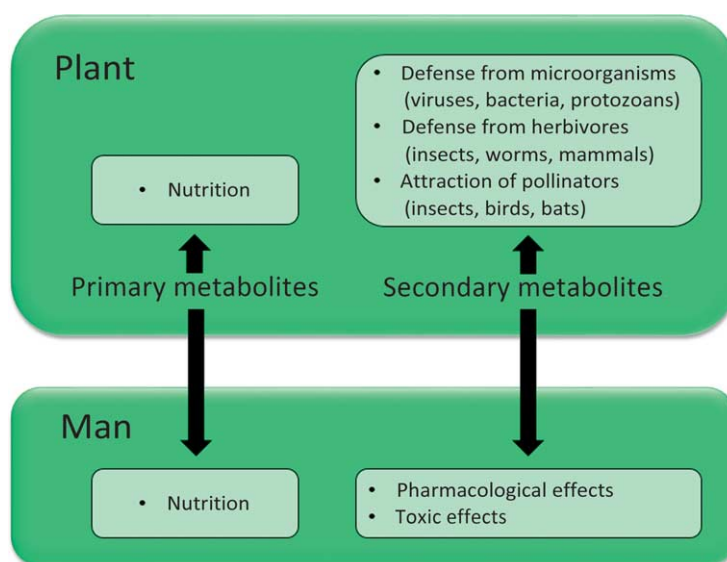 Plant
• Defense from microorganisms
(viruses, bacteria, protozoans)
• Defense from herbivores
(insects, worms, mammals)
• Attraction of pollinators
(insects, birds, bats)
• Nutrition
Primary metabolites
Secondary metabolites
Man
• Nutrition
• Pharmacological effects
• Toxic effects